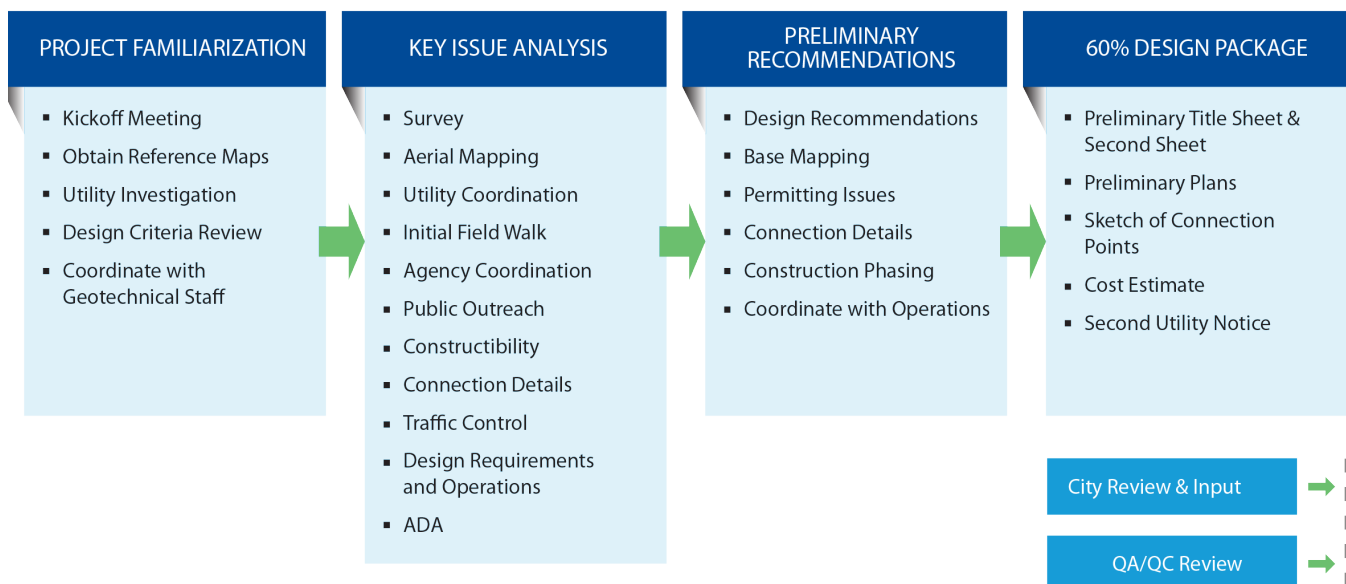 PROJECT FAMILIARIZATION
▪ Kickoff Meeting
▪ Obtain Reference Maps
▪ Utility Investigation
▪ Design Criteria Review
▪ Coordinate with
Geotechnical Staff
KEY ISSUE ANALYSIS
▪ Survey
▪ Aerial Mapping
▪ Utility Coordination
▪ Initial Field Walk
▪ Agency Coordination
▪ Public Outreach
▪ Constructibility
▪ Connection Details
▪ Traffic Control
▪ Design Requirements
and Operations
▪ ADA
PRELIMINARY
RECOMMENDATIONS
▪ Design Recommendations
▪ Base Mapping
▪ Permitting Issues
▪ Connection Details
▪ Construction Phasing
▪ Coordinate with Operations
60% DESIGN PACKAGE
▪ Preliminary Title Sheet &
Second Sheet
▪ Preliminary Plans
▪ Sketch of Connection
Points
▪ Cost Estimate
▪ Second Utility Notice
City Review & Input
QA/QC Review